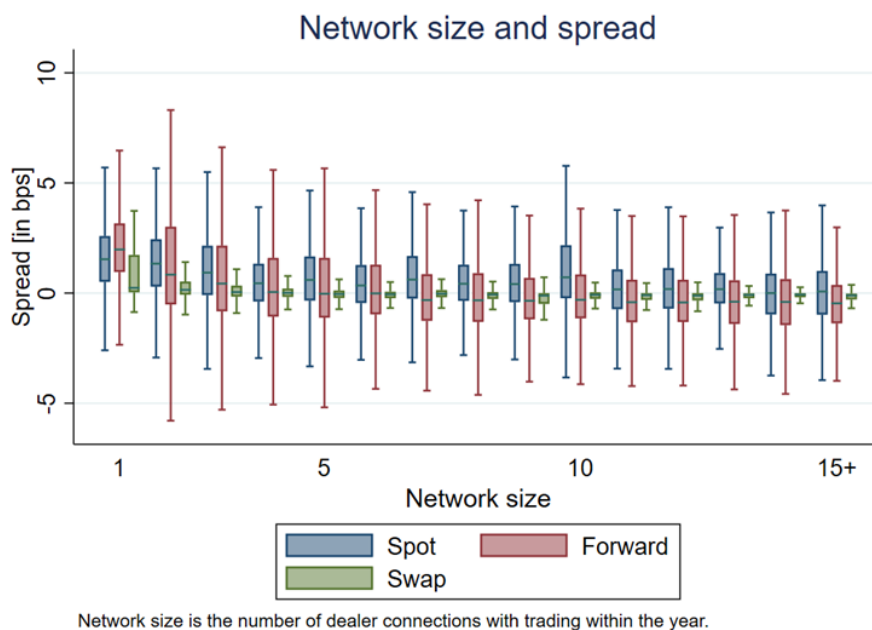 Network size and spread
10
5
0
-5
Spread [in bps]
1
5
10
15+
Network size
Spot
Forward
Swap
Network size is the number of dealer connections with trading within the year.